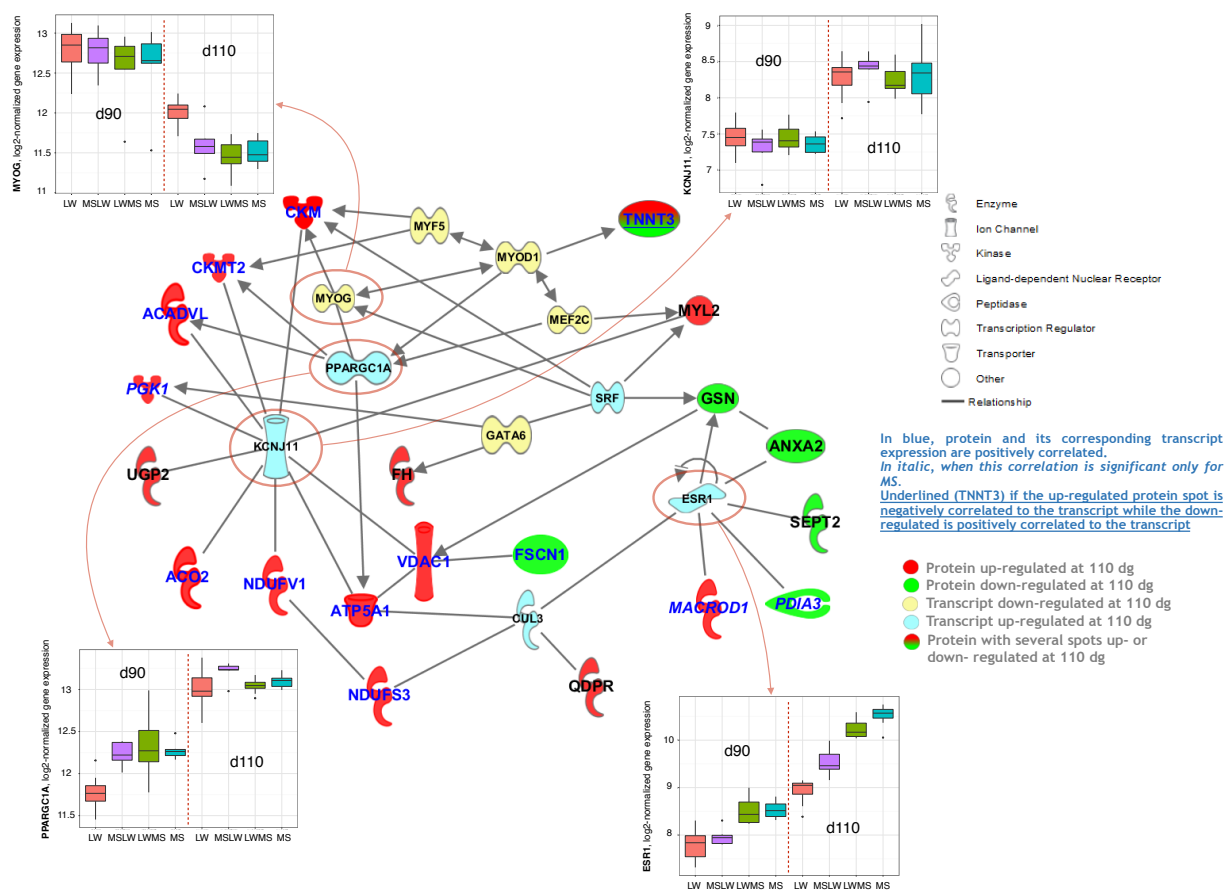 MYOG, log2-normalized gene expression
13
12.5
12
11.5
11
d90
d110
LW MSLW LWMS MS LW MSLW LWMS MS
KCNJ11, log2-normalized gene expression
9
8.5
8
7.5
7
d90
d110
LW MSLW LWMS MS LW MSLW LWMS MS
CKM
MYF5
TNNT3
MYOD1
CKMT2
MYOG
ACADVL
MEF2C
MYL2
PPARGC1A
PGK1
SRF
GSN
KCNJ11
GATA6
ANXA2
UGP2
FH
ESR1
SEPT2
ACO2
NDUFV1
VDAC1
FSCN1
ATP5A1
MACROD1
PDIA3
CUL3
NDUFS3
QDPR
Enzyme
Ion Channel
Kinase
Ligand-dependent Nuclear Receptor
Peptidase
Transcription Regulator
Transporter
Other
Relationship
In blue, protein and its corresponding transcript
expression are positively correlated.
In italic, when this correlation is significant only for
MS.
Underlined (TNNT3) if the up-regulated protein spot is
negatively correlated to the transcript while the down-
regulated is positively correlated to the transcript
Protein up-regulated at 110 dg
Protein down-regulated at 110 dg
Transcript down-regulated at 110 dg
Transcript up-regulated at 110 dg
Protein with several spots up- or
down- regulated at 110 dg
PPARGC1A, log2-normalized gene expression
13
12.5
12
11.5
d90
d110
LW MSLW LWMS MS LW MSLW LWMS MS
ESR1, log2-normalized gene expression
10
9
8
d90
d110
LW MSLW LWMS MS LW MSLW LWMS MS